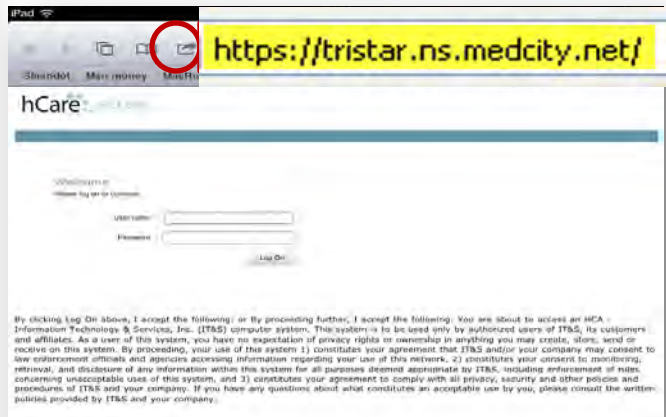 iPad
https://tristar.ns.medcity.net/
Slashdot Man money
hCare
Welcome
Please log on to continue.
User name
Password
Log On
By clicking Log On above, I accept the following: or By proceeding further, I accept the following: You are about to access an HCA -
Information Technology & Services, Inc. (IT&S) computer system. This system is to be used only by authorized users of IT&S, its customers
and affiliates. As a user of this system, you have no expectation of privacy rights or ownership in anything you may create, store, send or
receive on this system. By proceeding, your use of this system 1) constitutes your agreement that IT&S and/or your company may consent to
law enforcement officials and agencies accessing information regarding your use of this network, 2) constitutes your consent to monitoring,
retrieval, and disclosure of any information within this system for all purposes deemed appropriate by IT&S, including enforcement of rules
concerning unacceptable uses of this system, and 3) constitutes your agreement to comply with all privacy, security and other policies and
procedures of IT&S and your company. If you have any questions about what constitutes an acceptable use by you, please consult the written
policies provided by IT&S and your company.